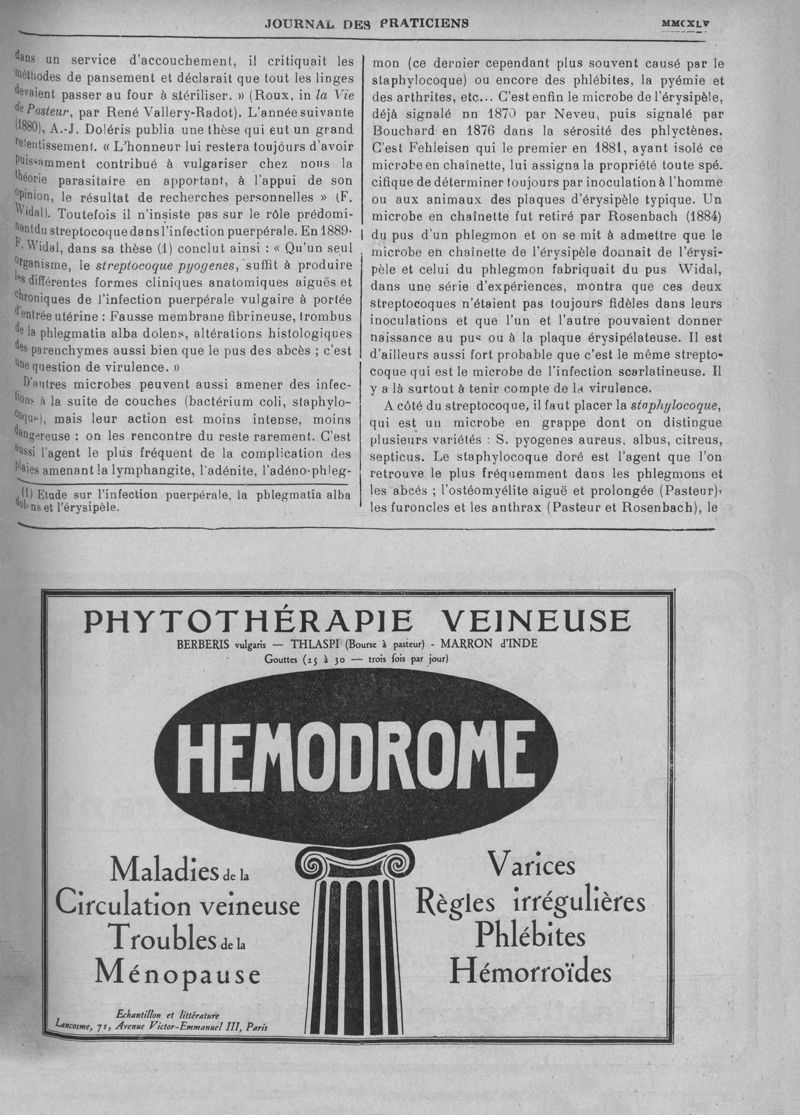 JOURNAL DES PRATICIENS
MMCXLV
dans un service d'accouchement, il critiquait les
méthodes de pansement et déclarait que tout les linges
devaient passer au four à stériliser. » (Roux, in la Vie
de Pasteur, par René Vallery-Radot). L'année suivante
(1880), A.-J. Doléris publia une thèse qui eut un grand
retentissement. « L'honneur lui restera toujours d'avoir
puissamment contribué à vulgariser chez nous la
théorie parasitaire en apportant, à l'appui de son
opinion, le résultat de recherches personnelles » (F.
Widal). Toutefois il n'insiste pas sur le rôle prédomi-
nant du streptocoque dans l'infection puerpérale. En 1889-
F. Widal, dans sa thèse (1) conclut ainsi : « Qu'un seul
organisme, le streptocoque pyogenes, suffit à produire
les différentes formes cliniques anatomiques aiguës et
chroniques de l'infection puerpérale vulgaire à portée
d'entrée utérine : Fausse membrane fibrineuse, trombus
de la phlegmatia alba dolens, altérations histologiques
des parenchymes aussi bien que le pus des abcès ; c'est
une question de virulence. »
D'autres microbes peuvent aussi amener des infec-
tions à la suite de couches (bactérium coli, staphylo-
coque), mais leur action est moins intense, moins
dangereuse : on les rencontre du reste rarement. C'est
aussi l'agent le plus fréquent de la complication des
plaies amenant la lymphangite, l'adénite, l'adéno-phleg-
(1) Etude sur l'infection puerpérale, la phlegmatia alba
dolens et l'érysipèle.
mon (ce dernier cependant plus souvent causé par le
staphylocoque) ou encore des phlébites, la pyémie et
des arthrites, etc... C'est enfin le microbe de l'érysipèle,
déjà signalé nn 1870 par Neveu, puis signalé par
Bouchard en 1876 dans la sérosité des phlyctènes.
C'est Fehleisen qui le premier en 1881, ayant isolé ce
microbe en chaînette, lui assigna la propriété toute spé-
cifique de déterminer toujours par inoculation à l'homme
ou aux animaux des plaques d'érysipèle typique. Un
microbe en chaînette fut retiré par Rosenbach (1884)
du pus d'un phlegmon et on se mit à admettre que le
microbe en chaînette de l'érysipèle donnait de l'érysi-
pèle et celui du phlegmon fabriquait du pus Widal,
dans une série d'expériences, montra que ces deux
streptocoques n'étaient pas toujours fidèles dans leurs
inoculations et que l'un et l'autre pouvaient donner
naissance au pus ou à la plaque érysipélateuse. Il est
d'ailleurs aussi fort probable que c'est le même strepto-
coque qui est le microbe de l'infection scarlatineuse. Il
y a là surtout à tenir compte de la virulence.
A côté du streptocoque, il faut placer la staphylocoque,
qui est un microbe en grappe dont on distingue
plusieurs variétés : S. pyogenes aureus, albus, citreus,
septicus. Le staphylocoque doré est l'agent que l'on
retrouve le plus fréquemment dans les phlegmons et
les abcés ; l'ostéomyélite aiguë et prolongée (Pasteur),
les furoncles et les anthrax (Pasteur et Rosenbach), le
PHYTOTHÉRAPIE VEINEUSE
BERBERIS vulgaris — THLASPI (Bourse à pasteur) - MARRON d'INDE
Gouttes (25 à 30 — trois fois par jour)
HEMODROME
Maladies de la
Circulation veineuse
Troubles de la
Ménopause
Varices
Règles irrégulières
Phlébites
Hémorroïdes
Echantillon et littérature
Lancosme, 71, Avenue Victor-Emmanuel III, Paris